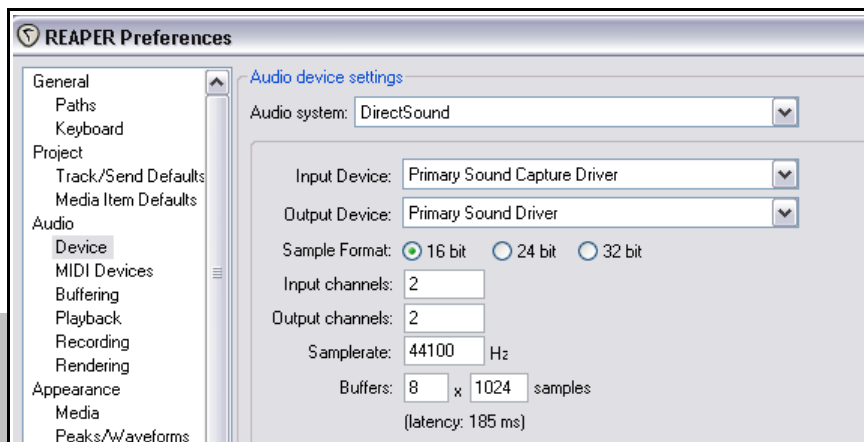 REAPER Preferences
General
Paths
Keyboard
Project
Track/Send Defaults
Media Item Defaults
Audio
Device
MIDI Devices
Buffering
Playback
Recording
Rendering
Appearance
Media
Peaks/Waveforms
Audio device settings
Audio system: DirectSound
Input Device: Primary Sound Capture Driver
Output Device: Primary Sound Driver
Sample Format: 16 bit 24 bit 32 bit
Input channels: 2
Output channels: 2
Samplerate: 44100 Hz
Buffers: 8 x 1024 samples
(latency: 185 ms)